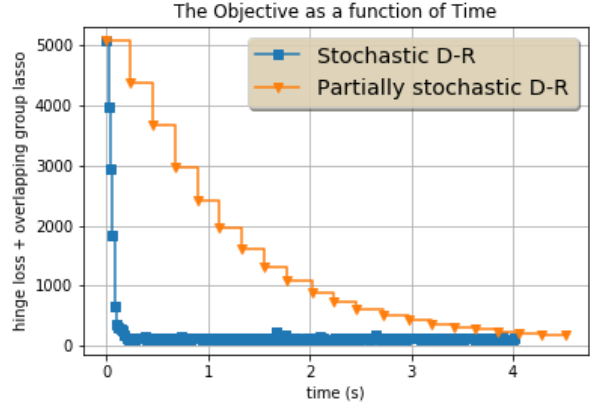 The Objective as a function of Time
hinge loss + overlapping group lasso
5000
4000
3000
2000
1000
0
Stochastic D-R
Partially stochastic D-R
0 1 2 3 4
time (s)